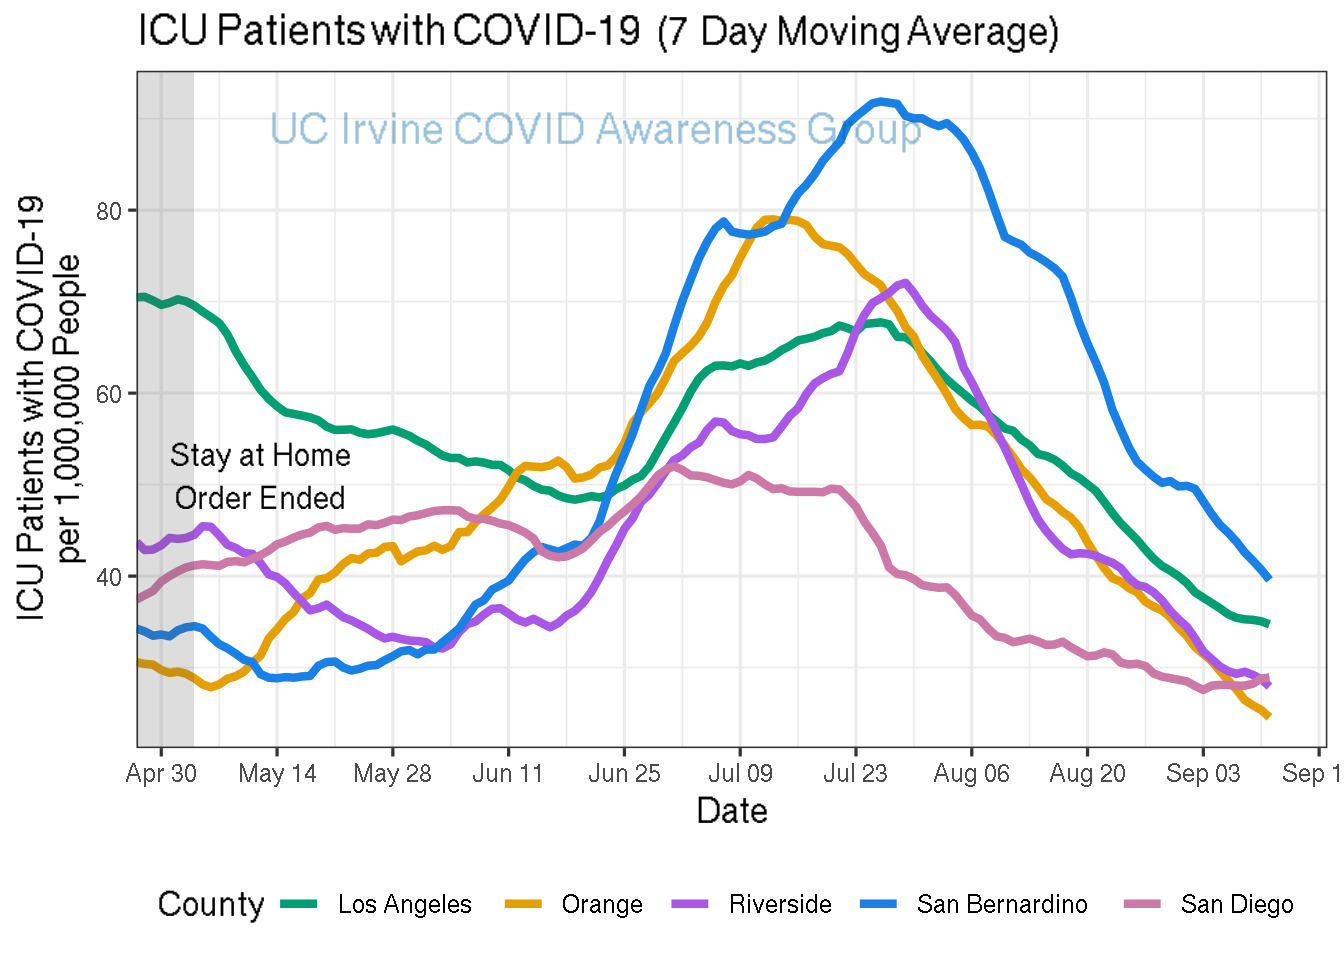 ICU Patients with COVID-19 (7 Day Moving Average)
UC Irvine COVID Awareness Group
ICU Patients with COVID-19
per 1,000,000 People
80
60
40
Stay at Home
Order Ended
Apr 30
May 14
May 28
Jun 11
Jun 25
Jul 09
Jul 23
Aug 06
Aug 20
Sep 03
Sep 1
Date
County
Los Angeles
Orange
Riverside
San Bernardino
San Diego